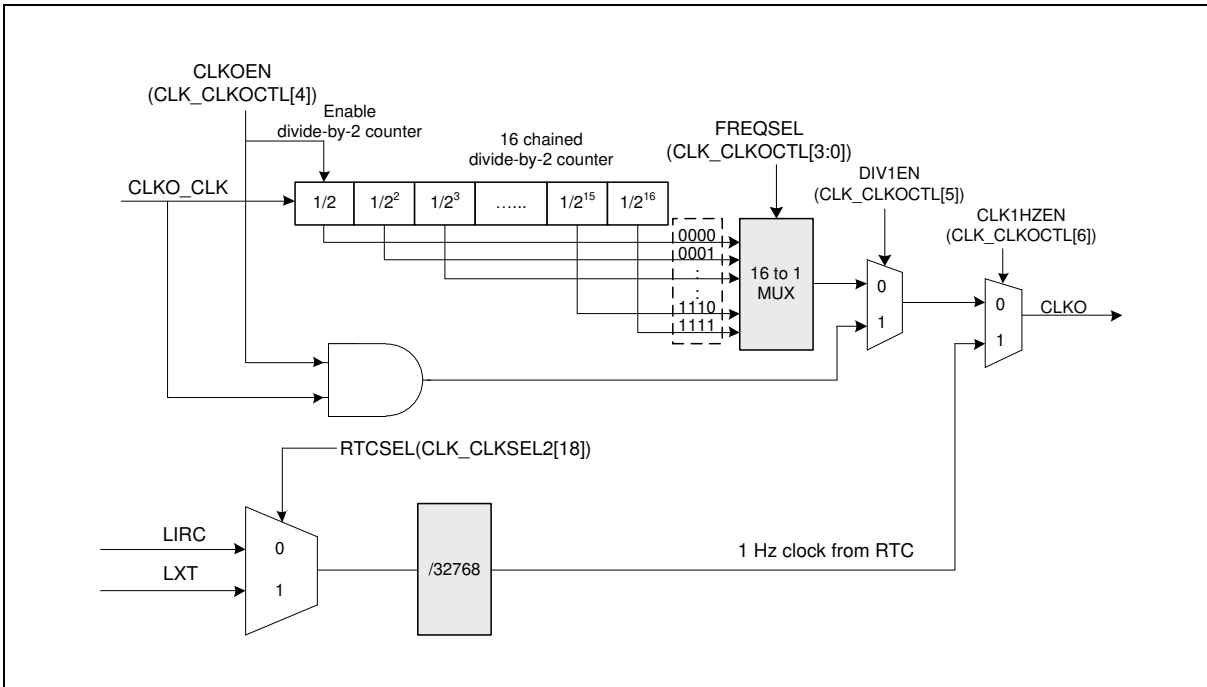 CLKOEN
(CLK_CLKOCTL[4])
Enable
divide-by-2 counter
16 chained
divide-by-2 counter
FREQSEL
(CLK_CLKOCTL[3:0])
DIV1EN
(CLK_CLKOCTL[5])
CLK1HZEN
(CLK_CLKOCTL[6])
CLKO_CLK
1/2 1/2² 1/2³ …... 1/2¹⁵ 1/2¹⁶
0000
0001
:
:
1110
1111
16 to 1
MUX
0
1
0
1
CLKO
RTCSEL(CLK_CLKSEL2[18])
LIRC
LXT
0
1
/32768
1 Hz clock from RTC